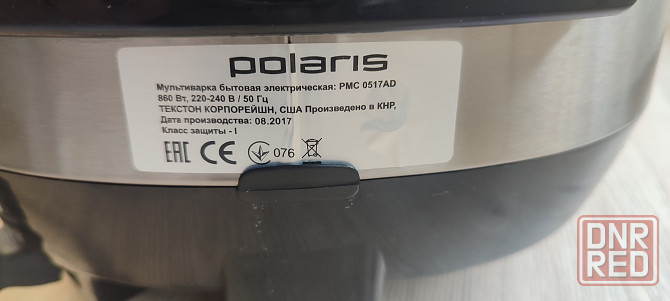 polaris
Мультиварка бытовая электрическая: PMC 0517AD
860 Вт, 220-240 В / 50 Гц
ТЕКСТОН КОРПОРЕЙШН, США Произведено в КНР,
Дата производства: 08.2017
Класс защиты - I
EAC CE 076
DNR
RED